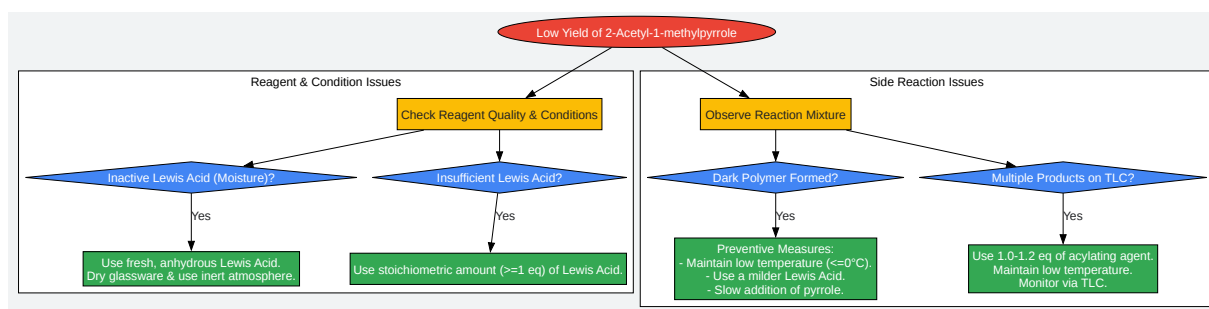 Low Yield of 2-Acetyl-1-methylpyrrole
Reagent & Condition Issues
Side Reaction Issues
Check Reagent Quality & Conditions
Observe Reaction Mixture
Inactive Lewis Acid (Moisture)?
Insufficient Lewis Acid?
Dark Polymer Formed?
Multiple Products on TLC?
Yes
Yes
Yes
Yes
Use fresh, anhydrous Lewis Acid.
Dry glassware & use inert atmosphere.
Use stoichiometric amount (>=1 eq) of Lewis Acid.
Preventive Measures:
- Maintain low temperature (<=0°C).
- Use a milder Lewis Acid.
- Slow addition of pyrrole.
Use 1.0-1.2 eq of acylating agent.
Maintain low temperature.
Monitor via TLC.